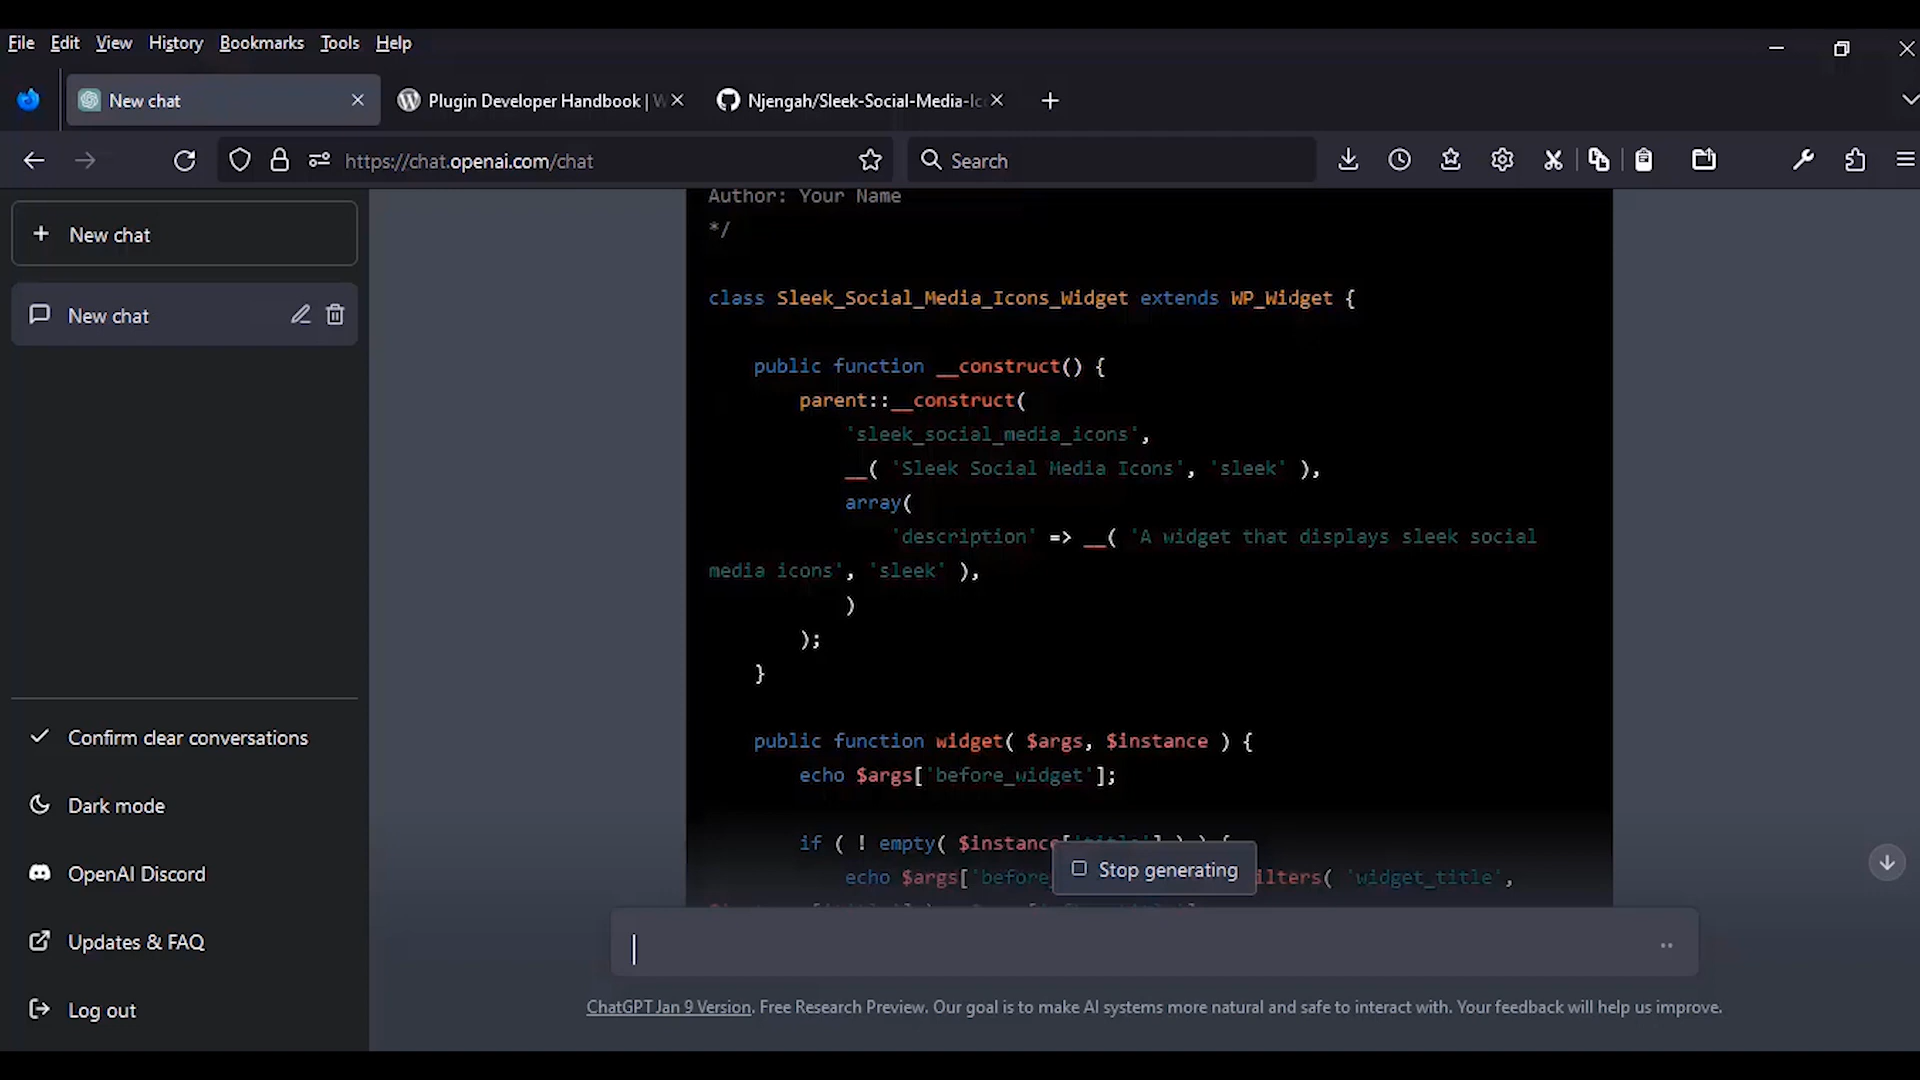 File Edit View History Bookmarks Tools Help
New chat
Plugin Developer Handbook | W
Njengah/Sleek-Social-Media-Ic
https://chat.openai.com/chat
Search
New chat
New chat
Confirm clear conversations
Dark mode
OpenAI Discord
Updates & FAQ
Log out
Author: Your Name
*/
class Sleek_Social_Media_Icons_Widget extends WP_Widget {
public function __construct() {
parent::__construct(
'sleek_social_media_icons',
__( 'Sleek Social Media Icons', 'sleek' ),
array(
'description' => __( 'A widget that displays sleek social
media icons', 'sleek' ),
)
);
}
public function widget( $args, $instance ) {
echo $args['before_widget'];
if ( ! empty( $instance['title'] ) ) {
echo $args['before ilters( 'widget_title',
Stop generating
ChatGPT Jan 9 Version. Free Research Preview. Our goal is to make AI systems more natural and safe to interact with. Your feedback will help us improve.